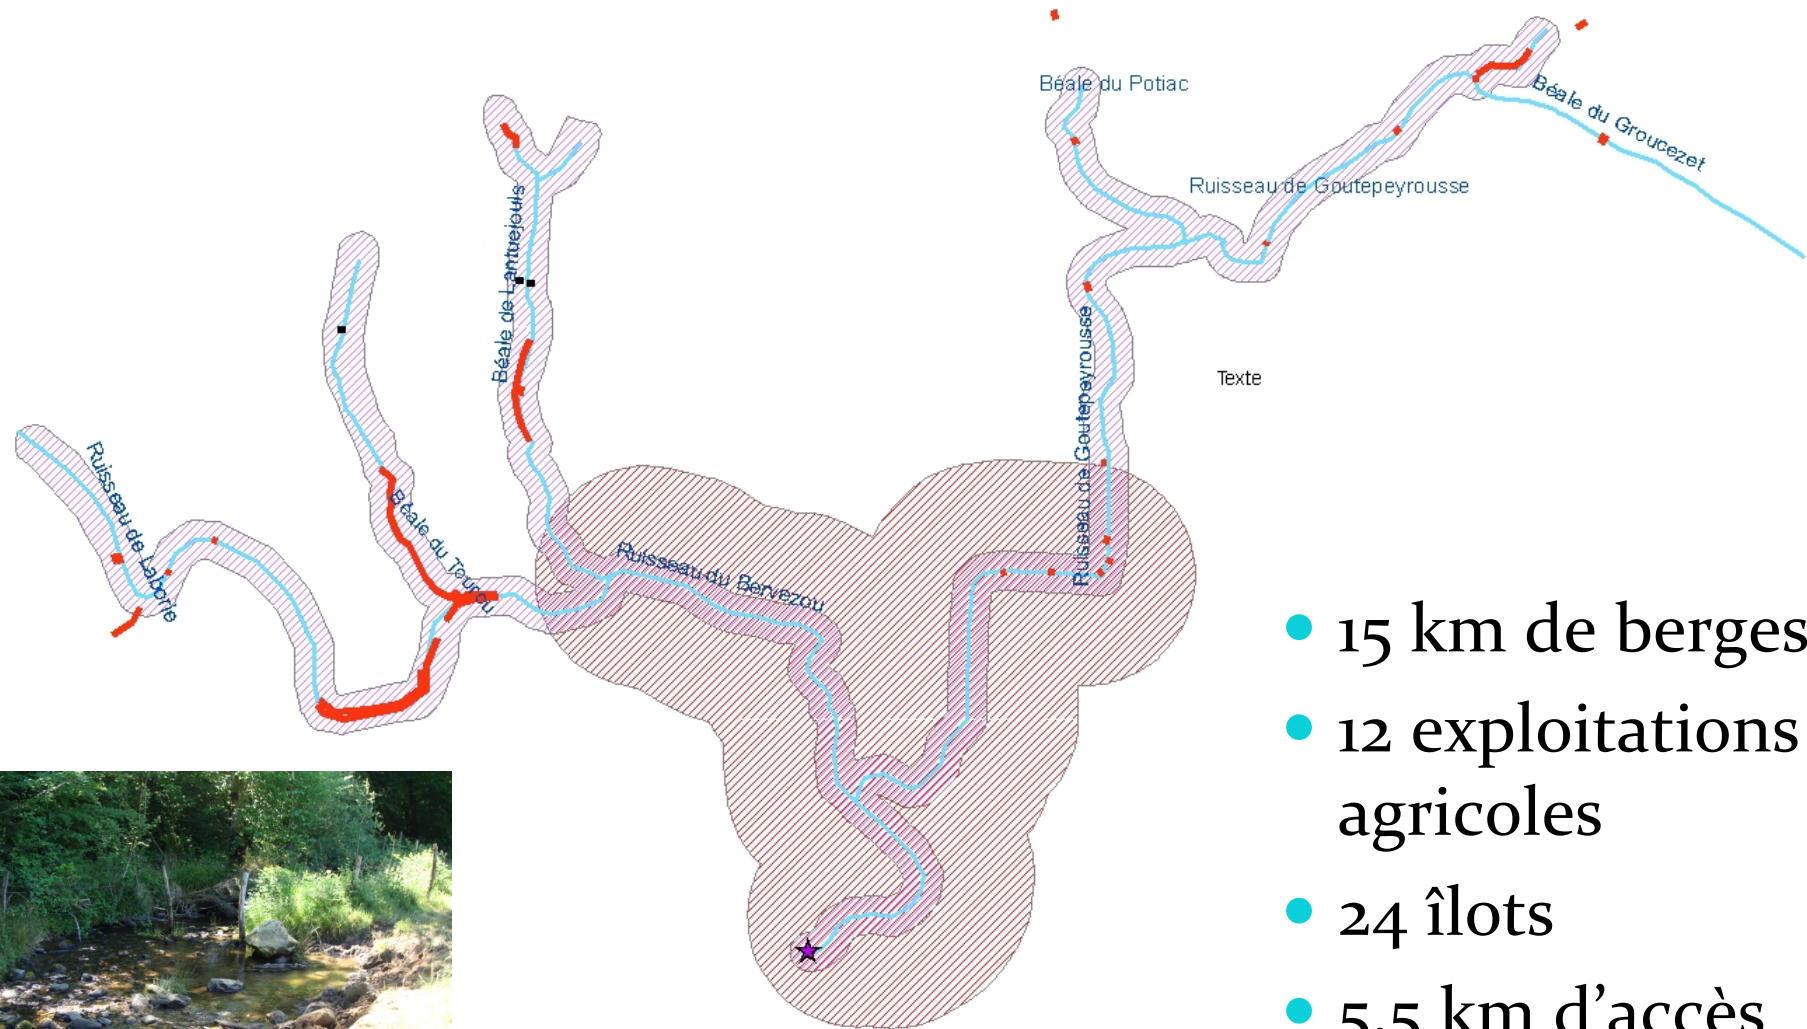 Béale du Potiac
Béale du Groucezet
Ruisseau de Goutepeyrousse
Béale de Lantuejouls
Ruisseau de Goutepeyrousse
Texte
Ruisseau de Laborie
Béale du Tourou
Ruisseau du Bervezou
15 km de berges
12 exploitations
agricoles
24 îlots
5,5 km d’accès